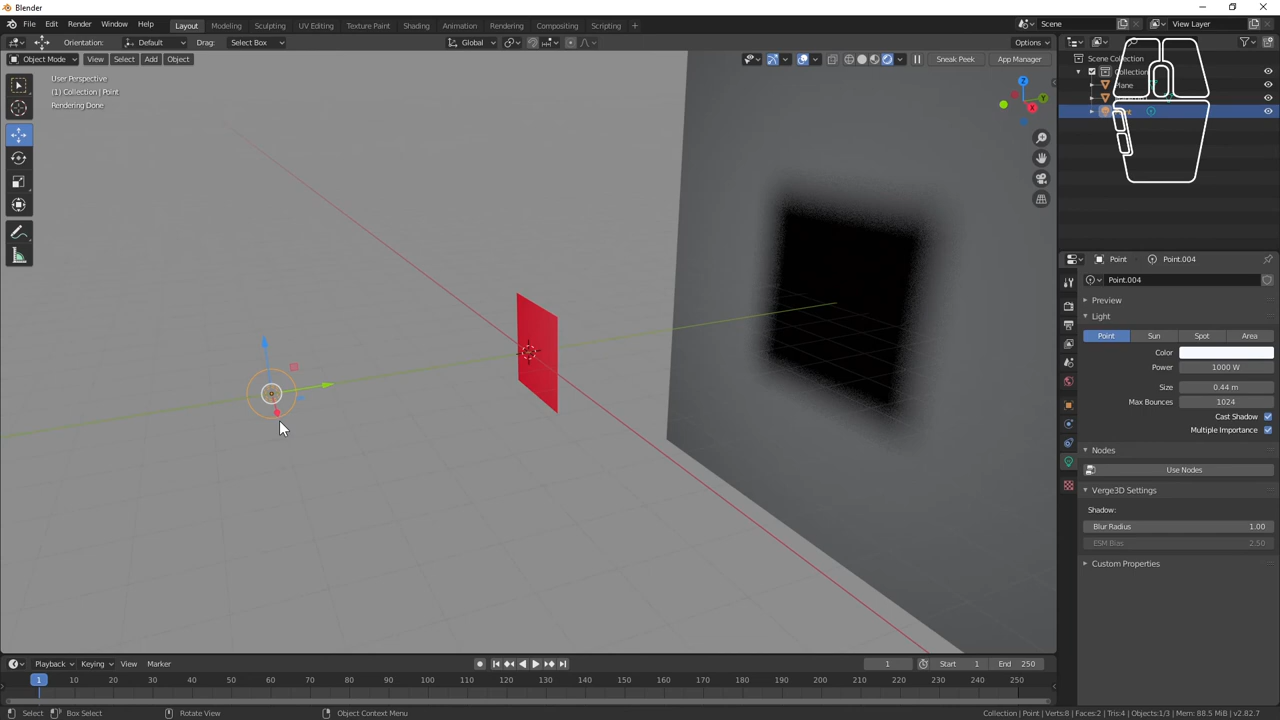 Blender
File Edit Render Window Help Layout Modeling Sculpting UV Editing Texture Paint Shading Animation Rendering Compositing Scripting + Scene View Layer
Orientation: Default Drag: Select Box Global Options
Object Mode View Select Add Object Sneak Peek App Manager
User Perspective
(1) Collection | Point
Rendering Done
Z
Y
X
Scene Collection
Collection
Plane
Point Point.004
Point.004
Preview
Light
Point Sun Spot Area
Color
Power 1000 W
Size 0.44 m
Max Bounces 1024
Cast Shadow
Multiple Importance
Nodes
Use Nodes
Verge3D Settings
Shadow:
Blur Radius 1.00
ESM Bias 2.50
Custom Properties
Playback Keying View Marker 1 Start 1 End 250
1 10 20 30 40 50 60 70 80 90 100 110 120 130 140 150 160 170 180 190 200 210 220 230 240 250
Select Box Select Rotate View Object Context Menu Collection | Point | Verts:8 | Faces:2 | Tris:4 | Objects:1/3 | Mem: 88.5 MiB | v2.82.7